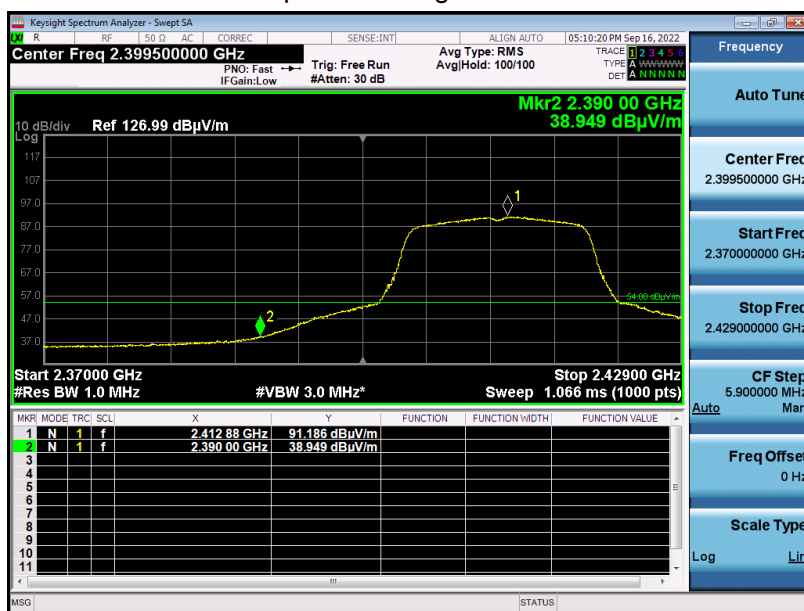 Keysight Spectrum Analyzer - Swept SA
LXI R RF 50 Ω AC CORREC SENSE:INT ALIGN AUTO 05:10:20 PM Sep 16, 2022
Center Freq 2.399500000 GHz
PNO: Fast
IFGain:Low
Trig: Free Run
#Atten: 30 dB
Avg Type: RMS
Avg|Hold: 100/100
TRACE 1 2 3 4 5 6
TYPE A WWWWW
DET A N N N N N
Mkr2 2.390 00 GHz
38.949 dBµV/m
10 dB/div Ref 126.99 dBµV/m
Log
117
107
97.0
87.0
77.0
67.0
57.0
47.0
37.0
1
2
54.00 dBµV/m
Start 2.37000 GHz Stop 2.42900 GHz
#Res BW 1.0 MHz #VBW 3.0 MHz* Sweep 1.066 ms (1000 pts)
MKR MODE TRC SCL X Y FUNCTION FUNCTION WIDTH FUNCTION VALUE
1 N 1 f 2.412 88 GHz 91.186 dBµV/m
2 N 1 f 2.390 00 GHz 38.949 dBµV/m
3
4
5
6
7
8
9
10
11
MSG STATUS
Frequency
Auto Tune
Center Freq
2.399500000 GHz
Start Freq
2.370000000 GHz
Stop Freq
2.429000000 GHz
CF Step
5.900000 MHz
Auto Man
Freq Offset
0 Hz
Scale Type
Log Lin